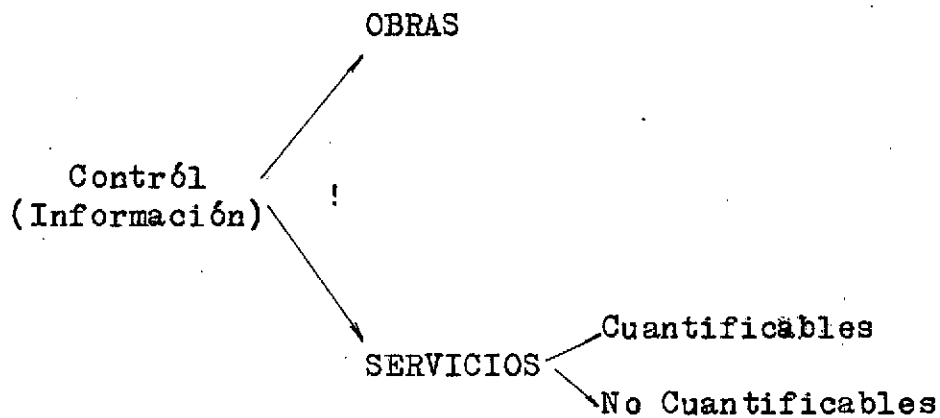 OBRAS
Contról
(Información)
!
SERVICIOS
Cuantificables
No Cuantificables